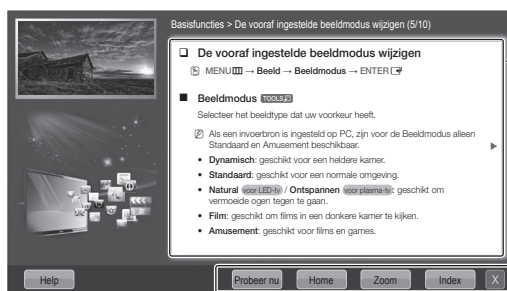 Basisfuncties > De vooraf ingestelde beeldmodus wijzigen (5/10)
❑ De vooraf ingestelde beeldmodus wijzigen
MENU → Beeld → Beeldmodus → ENTER
■ Beeldmodus TOOLS
Selecteer het beeldtype dat uw voorkeur heeft.
Als een invoerbron is ingesteld op PC, zijn voor de Beeldmodus alleen
Standaard en Amusement beschikbaar.
• Dynamisch: geschikt voor een heldere kamer.
• Standaard: geschikt voor een normale omgeving.
• Natural voor LED-tv / Ontspannen voor plasma-tv: geschikt om
vermoeide ogen tegen te gaan.
• Film: geschikt om films in een donkere kamer te kijken.
• Amusement: geschikt voor films en games.
Help Probeer nu Home Zoom Index X